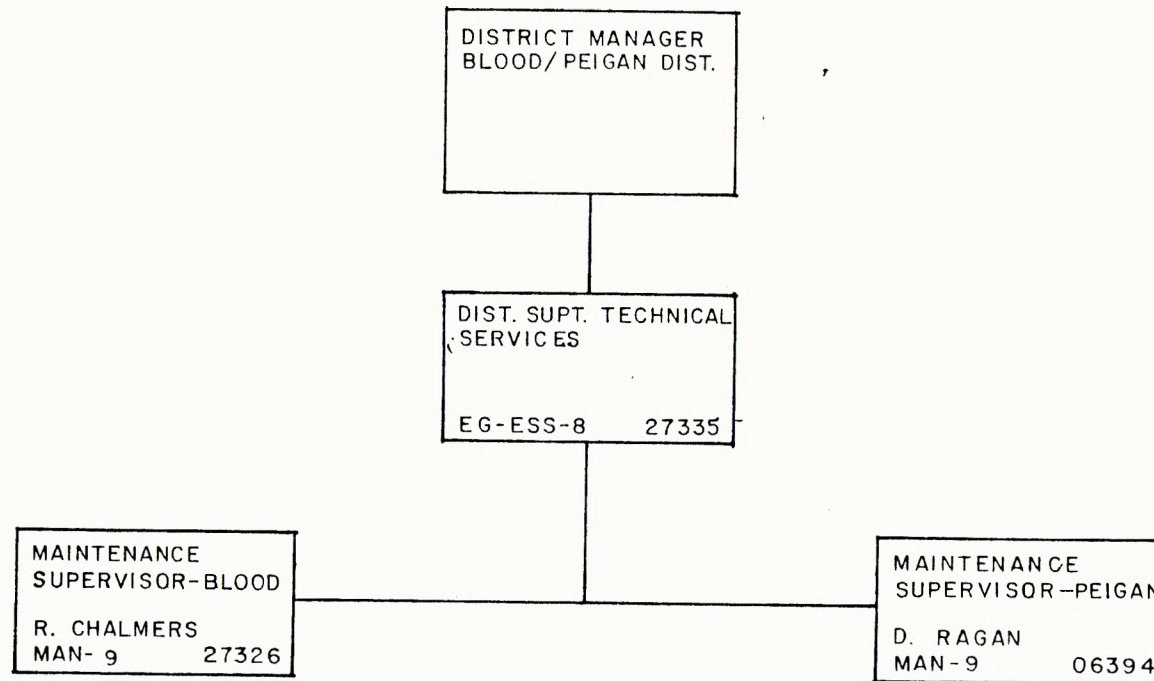 DISTRICT MANAGER
BLOOD/PEIGAN DIST.
DIST. SUPT. TECHNICAL
SERVICES
EG-ESS-8 27335
MAINTENANCE
SUPERVISOR-BLOOD
R. CHALMERS
MAN-9 27326
MAINTENANCE
SUPERVISOR-PEIGAN
D. RAGAN
MAN-9 06394